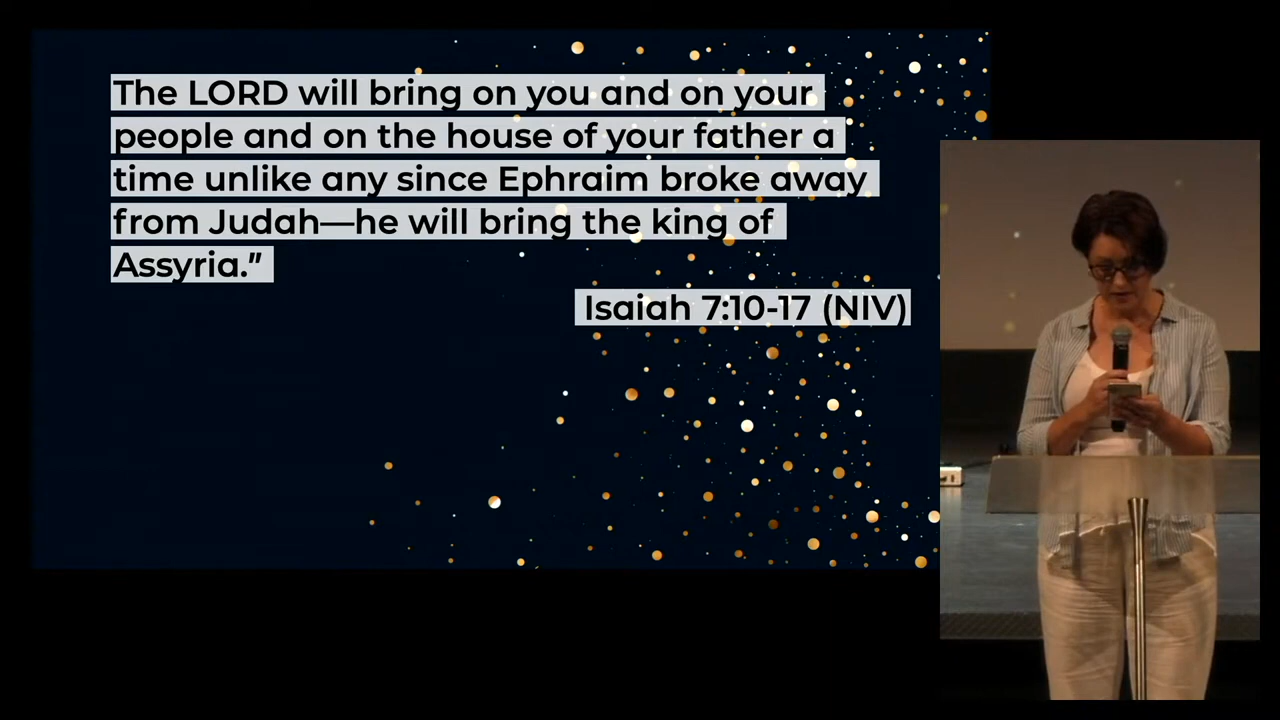 The LORD will bring on you and on your
people and on the house of your father a
time unlike any since Ephraim broke away
from Judah—he will bring the king of
Assyria.”
Isaiah 7:10-17 (NIV)